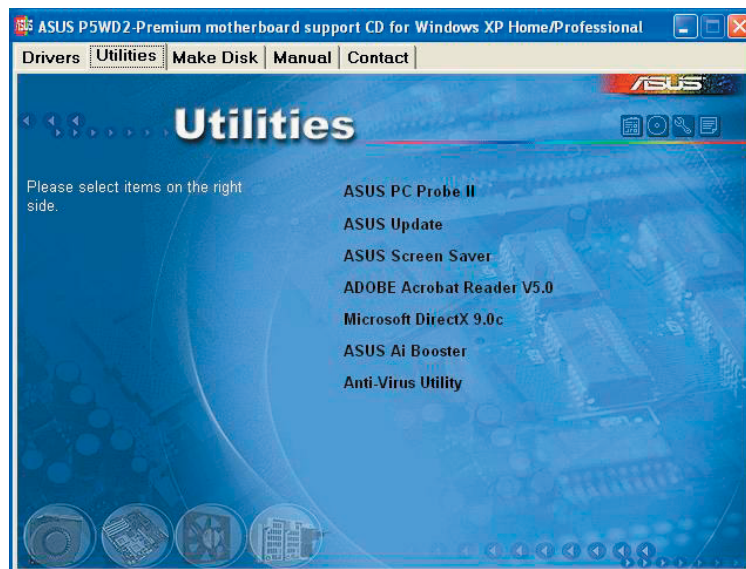 ASUS P5WD2-Premium motherboard support CD for Windows XP Home/Professional
Drivers Utilities Make Disk Manual Contact
ASUS
Utilities
Please select items on the right
side.
ASUS PC Probe II
ASUS Update
ASUS Screen Saver
ADOBE Acrobat Reader V5.0
Microsoft DirectX 9.0c
ASUS Ai Booster
Anti-Virus Utility